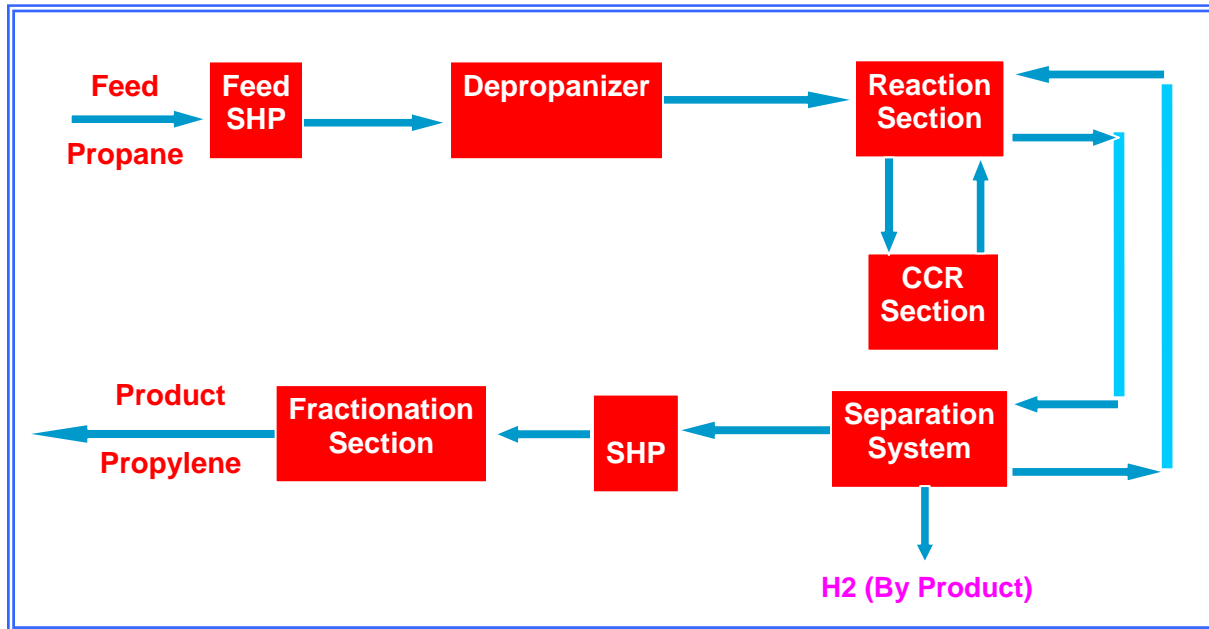 Feed
Propane
Feed
SHP
Depropanizer
Reaction
Section
CCR
Section
Product
Propylene
Fractionation
Section
SHP
Separation
System
H2 (By Product)